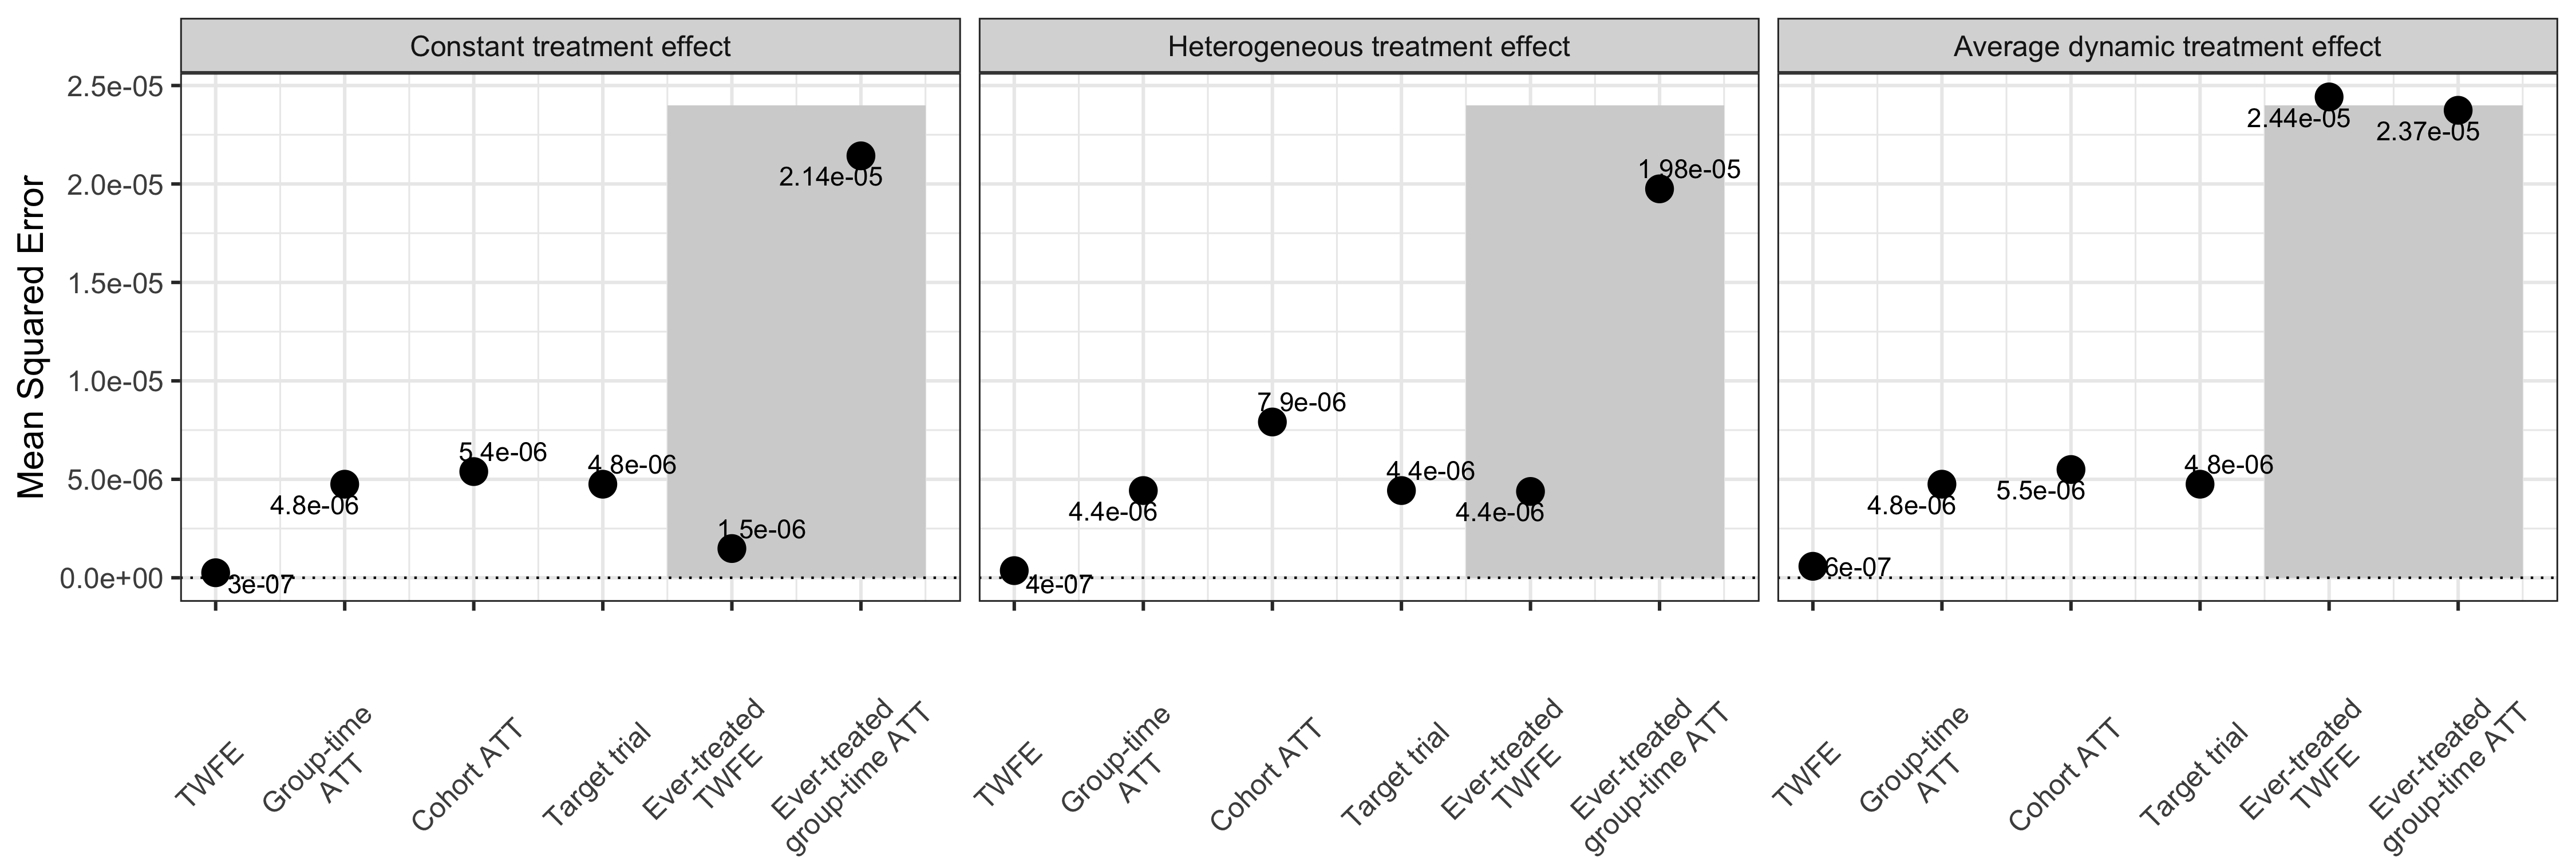 Constant treatment effect
Heterogeneous treatment effect
Average dynamic treatment effect
Mean Squared Error
2.5e-05
2.0e-05
1.5e-05
1.0e-05
5.0e-06
0.0e+00
3e-07
4.8e-06
5.4e-06
4.8e-06
1.5e-06
2.14e-05
4e-07
4.4e-06
7.9e-06
4.4e-06
4.4e-06
1.98e-05
6e-07
4.8e-06
5.5e-06
4.8e-06
2.44e-05
2.37e-05
TWFE
Group-time
ATT
Cohort ATT
Target trial
Ever-treated
TWFE
Ever-treated
group-time ATT
TWFE
Group-time
ATT
Cohort ATT
Target trial
Ever-treated
TWFE
Ever-treated
group-time ATT
TWFE
Group-time
ATT
Cohort ATT
Target trial
Ever-treated
TWFE
Ever-treated
group-time ATT